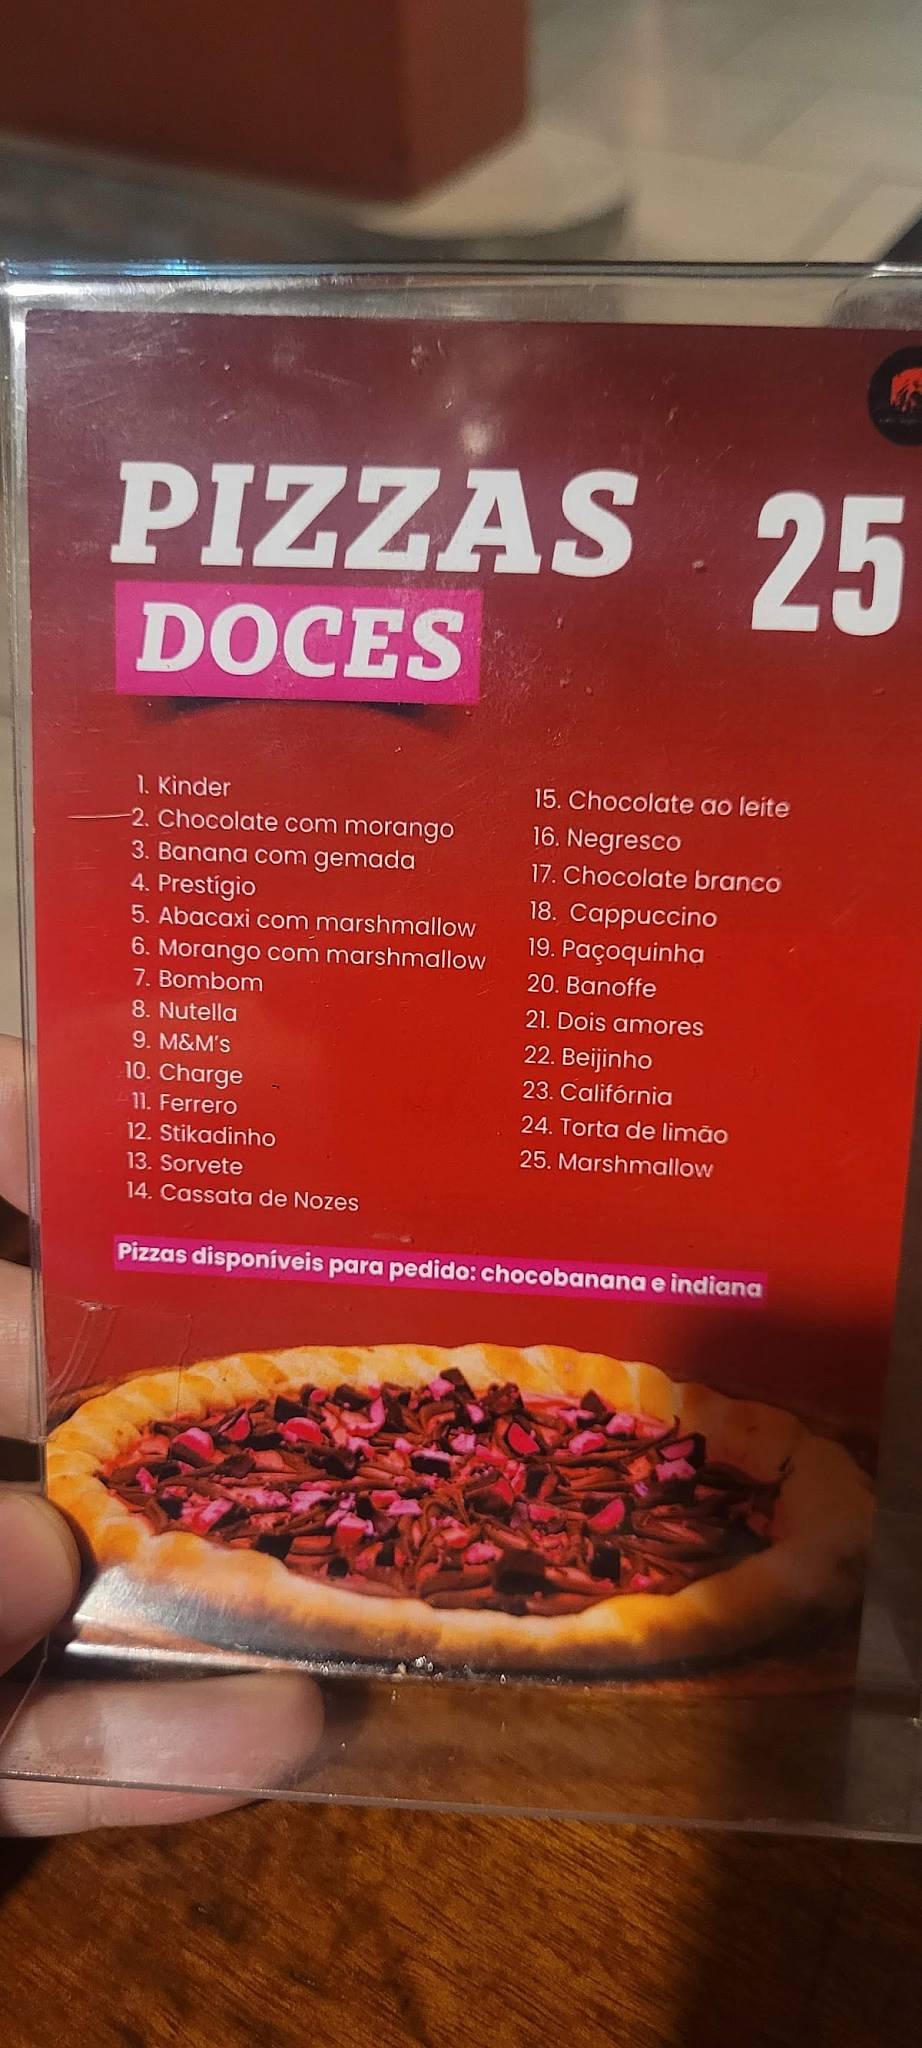 PIZZAS
DOCES
25
1. Kinder
2. Chocolate com morango
3. Banana com gemada
4. Prestígio
5. Abacaxi com marshmallow
6. Morango com marshmallow
7. Bombom
8. Nutella
9. M&M's
10. Charge
11. Ferrero
12. Stikadinho
13. Sorvete
14. Cassata de Nozes
15. Chocolate ao leite
16. Negresco
17. Chocolate branco
18. Cappuccino
19. Paçoquinha
20. Banoffe
21. Dois amores
22. Beijinho
23. Califórnia
24. Torta de limão
25. Marshmallow
Pizzas disponíveis para pedido: chocobanana e indiana